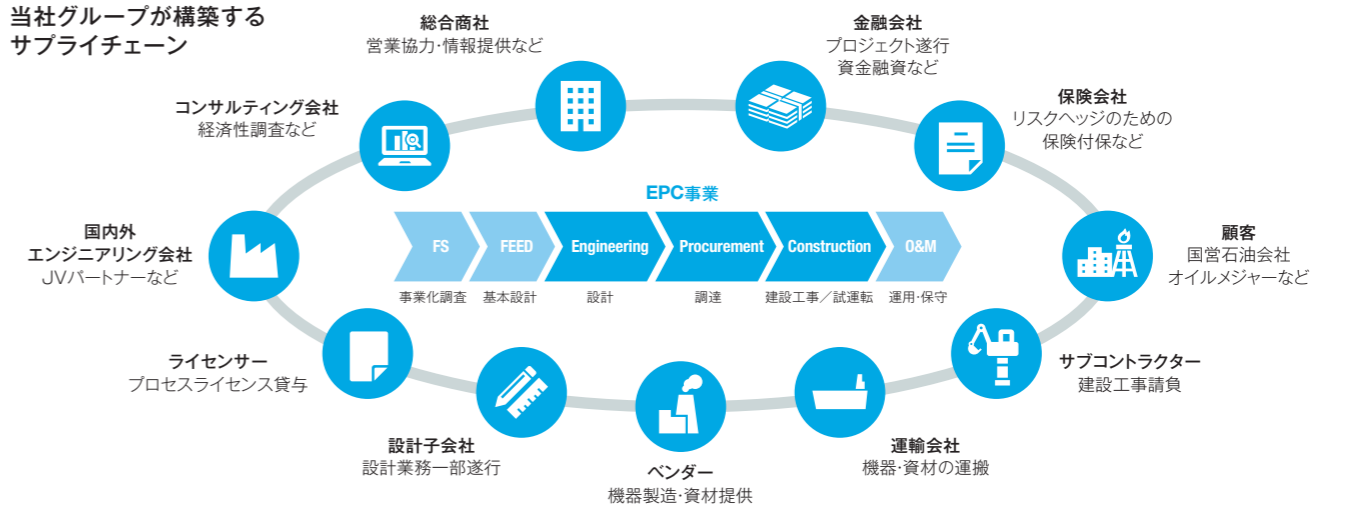 当社グループが構築する
サプライチェーン
総合商社
営業協力・情報提供など
金融会社
プロジェクト遂行
資金融資など
コンサルティング会社
経済性調査など
保険会社
リスクヘッジのための
保険付保など
国内外
エンジニアリング会社
JVパートナーなど
EPC事業
FS
FEED
Engineering
Procurement
Construction
O&M
事業化調査
基本設計
設計
調達
建設工事／試運転
運用・保守
顧客
国営石油会社
オイルメジャーなど
ライセンサー
プロセスライセンス貸与
サブコントラクター
建設工事請負
設計子会社
設計業務一部遂行
ベンダー
機器製造・資材提供
運輸会社
機器・資材の運搬